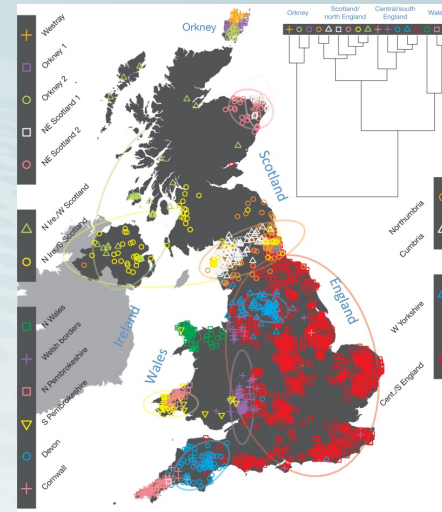 Westray
Orkney 1
Orkney 2
NE Scotland 1
NE Scotland 2
N Ire./W Scotland
N Ire./S Scotland
N Wales
Welsh borders
N Pembrokeshire
S Pembrokeshire
Devon
Cornwall
Orkney
Scotland
England
Ireland
Wales
Orkney
Scotland/
north England
Central/south
England
Wale
Northumbria
Cumbria
W Yorkshire
Cent./S England